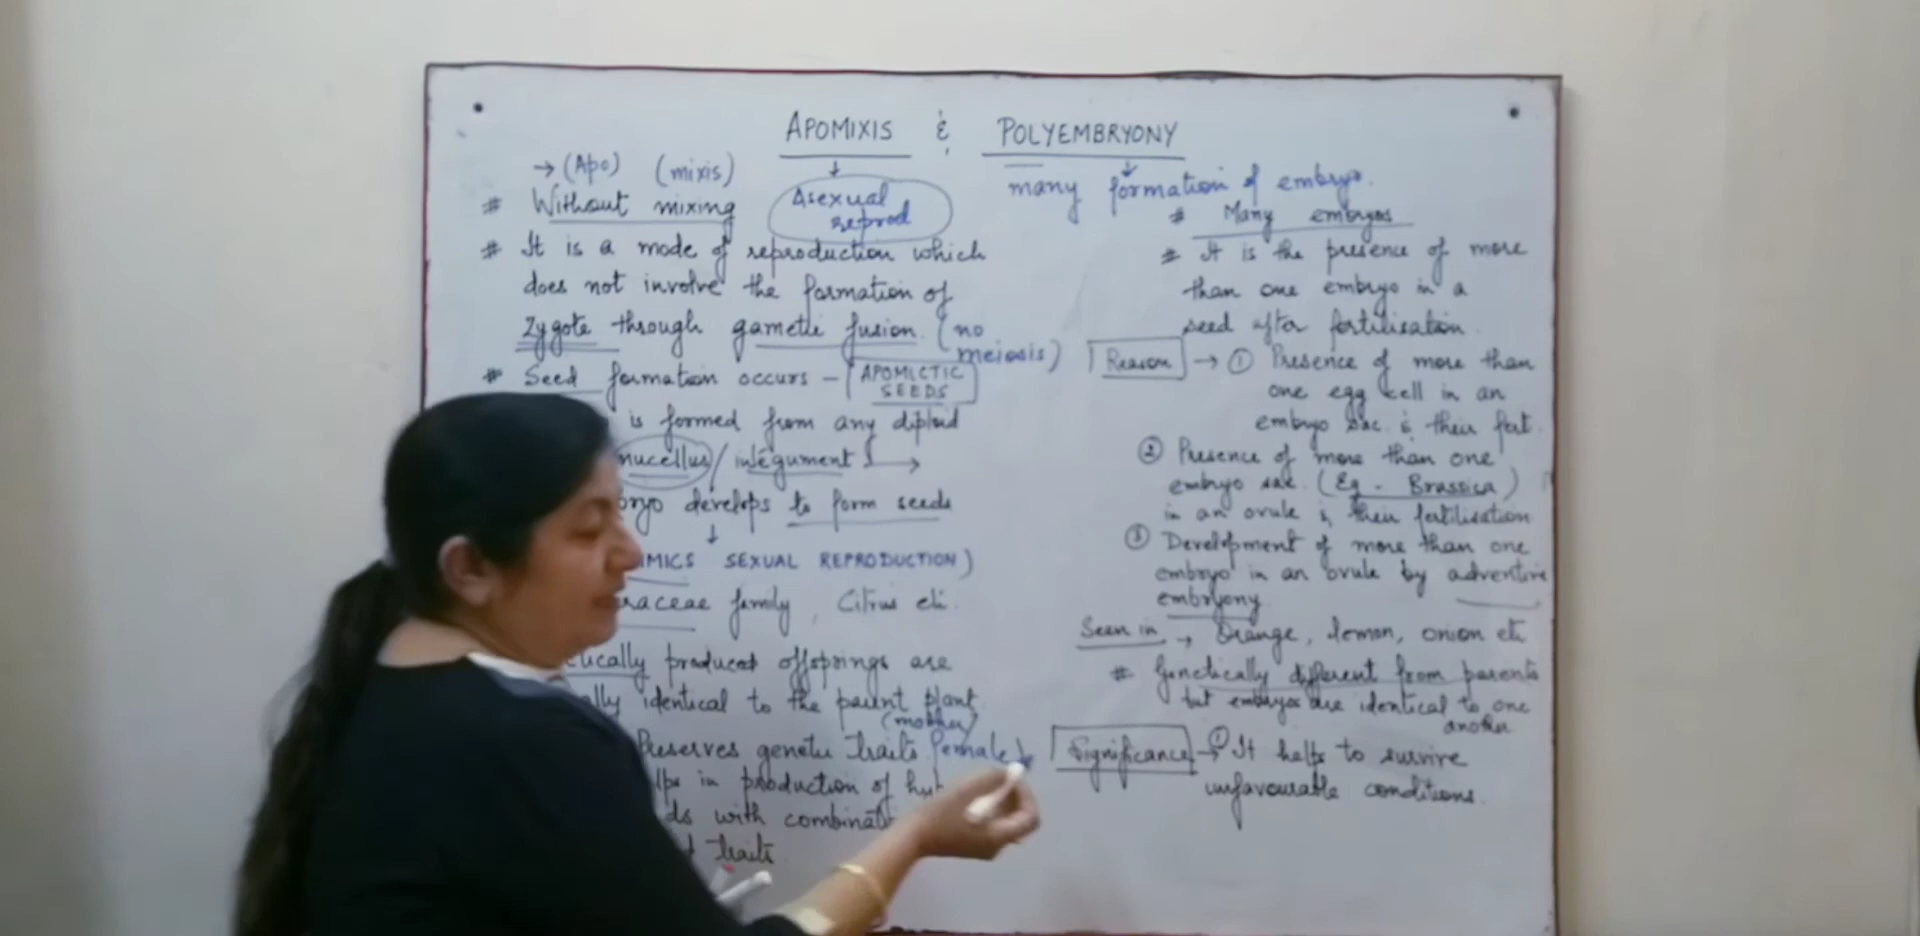 APOMIXIS & POLYEMBRYONY
→ (Apo) (mixis)
# Without mixing
Asexual
reprod
# It is a mode of reproduction which
does not involve the formation of
Zygote through gametic fusion. (no
meiosis)
# Seed formation occurs - APOMICTIC
SEEDS
is formed from any diploid
nucellus / integument
develops to form seeds
SEXUAL REPRODUCTION)
family, Citrus etc.
produced offsprings are
identical to the parent plant
(mother)
Preserves genetic traits female
in production of
with combinati
traits
many formation of embryo.
# Many embryos
# It is the presence of more
than one embryo in a
seed after fertilisation.
Reason → ① Presence of more than
one egg cell in an
embryo sac & their fert.
② Presence of more than one
embryo sac. (Eg - Brassica)
in an ovule & their fertilisation
③ Development of more than one
embryo in an ovule by adventive
embryony.
Seen in → Orange, lemon, onion etc
# Genetically different from parents
but embryos are identical to one
another
Significance → ① It helps to survive
unfavourable conditions.